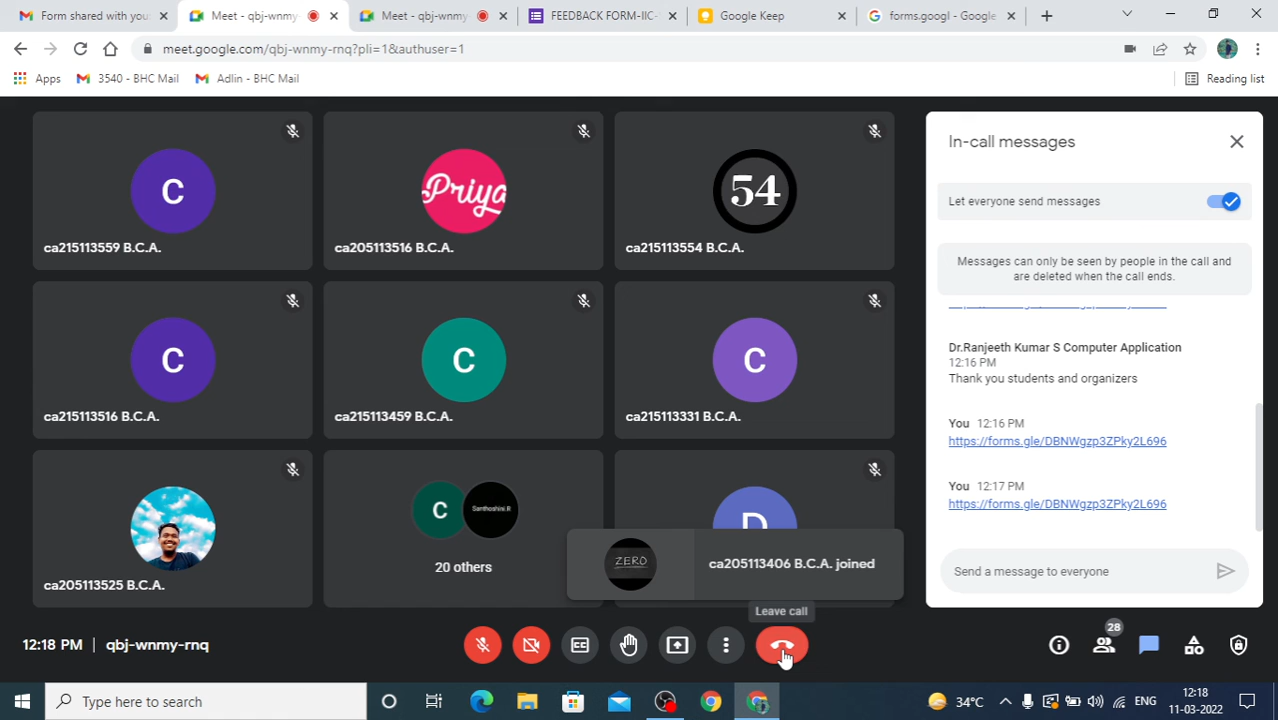 Form shared with you:
Meet - qbj-wnmy-
Meet - qbj-wnmy-
FEEDBACK FORM-IIC-
Google Keep
forms.googl - Google
meet.google.com/qbj-wnmy-rnq?pli=1&authuser=1
Apps
3540 - BHC Mail
Adlin - BHC Mail
Reading list
C
ca215113559 B.C.A.
Priya
ca205113516 B.C.A.
54
ca215113554 B.C.A.
C
ca215113516 B.C.A.
C
ca215113459 B.C.A.
C
ca215113331 B.C.A.
ca205113525 B.C.A.
C
Santhoshini.R
20 others
D
ZERO
ca205113406 B.C.A. joined
Leave call
In-call messages
Let everyone send messages
Messages can only be seen by people in the call and
are deleted when the call ends.
Dr.Ranjeeth Kumar S Computer Application
12:16 PM
Thank you students and organizers
You 12:16 PM
https://forms.gle/DBNWgzp3ZPky2L696
You 12:17 PM
https://forms.gle/DBNWgzp3ZPky2L696
Send a message to everyone
12:18 PM | qbj-wnmy-rnq
28
Type here to search
34°C
ENG
12:18
11-03-2022